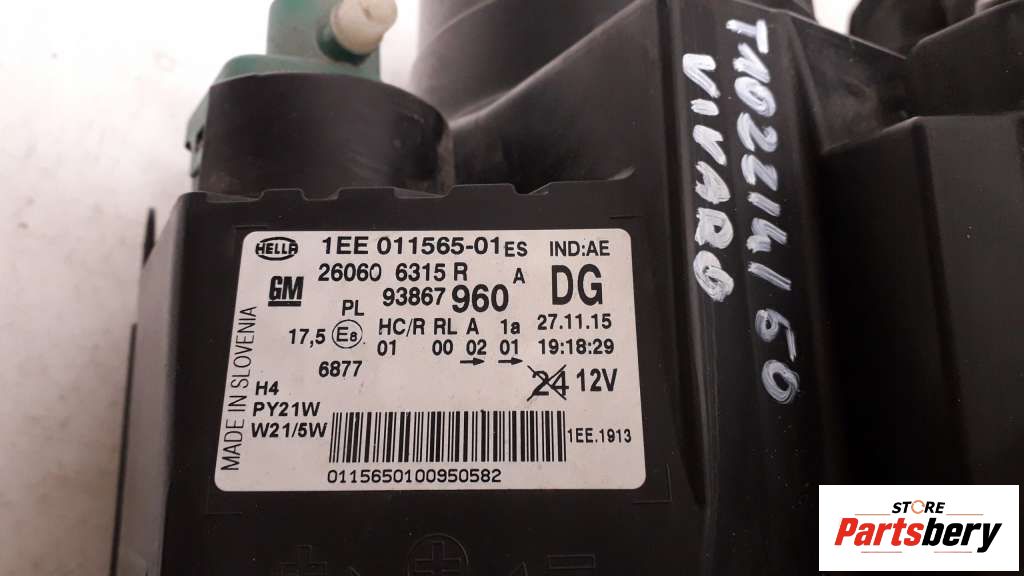 HELLA
1EE 011565-01 ES IND:AE
GM
26060 6315 R A DG
93867 960
PL
17,5 E8 HC/R RL A 1a 27.11.15
01 00 02 01 19:18:29
6877
24 12V
H4
PY21W
W21/5W
1EE.1913
0115650100950582
MADE IN SLOVENIA
VIVARO
STORE
Partsbery